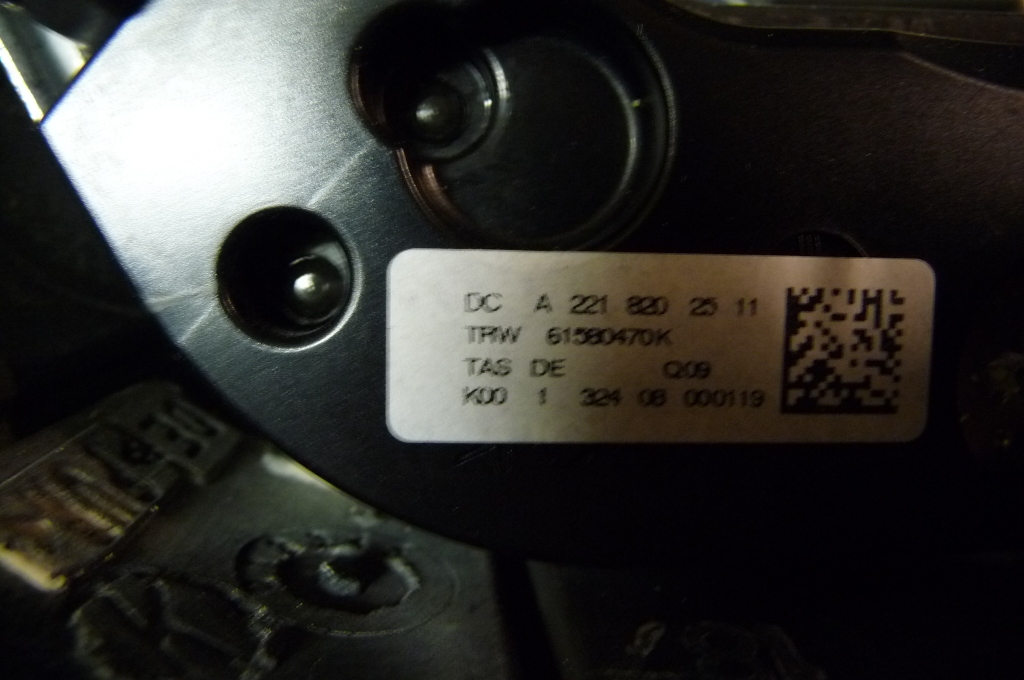 DC A 221 820 25 11
TRW 61580470K
TAS DE Q09
K00 1 324 08 000119